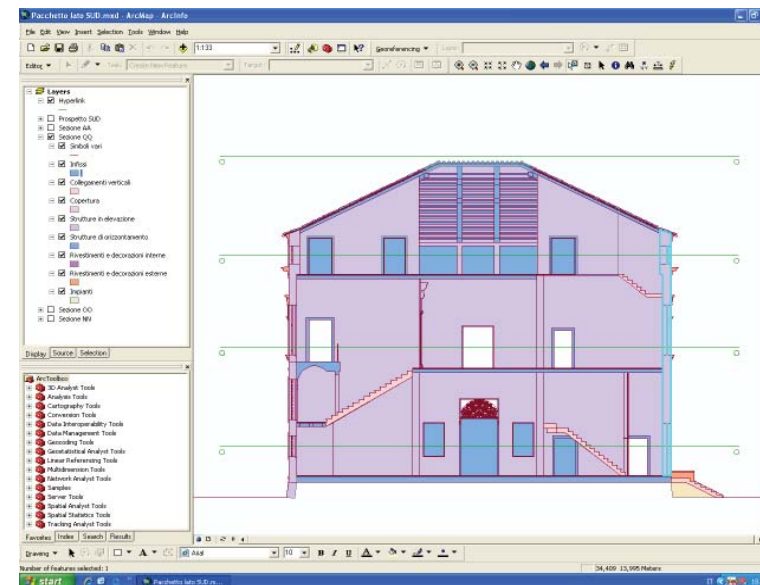 Pacchetto lato SUD.mxd - ArcMap - ArcInfo
File Edit View Insert Selection Tools Window Help
1:133
Georeferencing
Layer:
Editor
Task: Create New Feature
Target:
Layers
Hyperlink
Prospetto SUD
Sezione AA
Sezione QQ
Simboli vari
Infissi
Collegamenti verticali
Copertura
Strutture in elevazione
Strutture di orizzontamento
Rivestimenti e decorazioni interne
Rivestimenti e decorazioni esterne
Impianti
Sezione OO
Sezione NN
Display Source Selection
ArcToolbox
3D Analyst Tools
Analysis Tools
Cartography Tools
Conversion Tools
Data Interoperability Tools
Data Management Tools
Geocoding Tools
Geostatistical Analyst Tools
Linear Referencing Tools
Multidimension Tools
Network Analyst Tools
Samples
Server Tools
Spatial Analyst Tools
Spatial Statistics Tools
Tracking Analyst Tools
Favorites Index Search Results
Drawing
Arial
10
B I U A
Number of features selected: 1
34,409 13,995 Meters
start
Pacchetto lato SUD.m...
IT